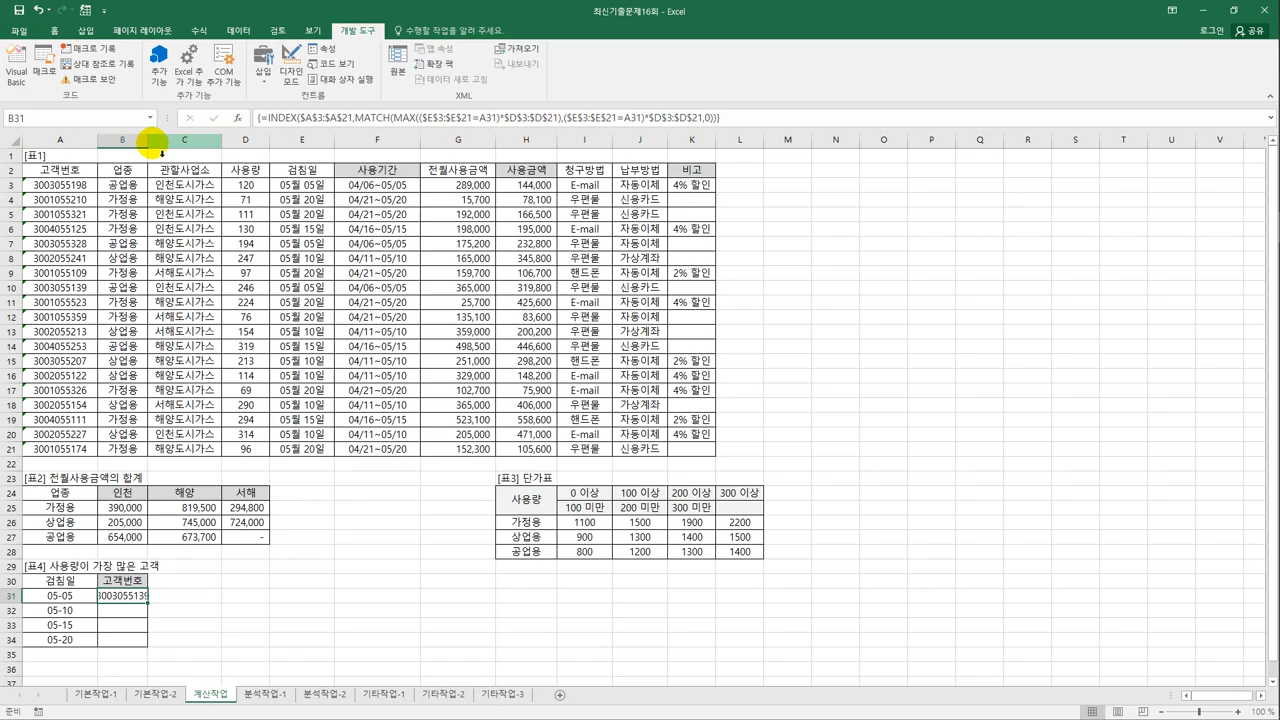 최신기출문제16회 - Excel
파일 홈 삽입 페이지 레이아웃 수식 데이터 검토 보기 개발 도구 수행할 작업을 알려 주세요. 로그인 공유
Visual Basic 매크로 매크로 기록 상대 참조로 기록 매크로 보안 코드
추가 기능 Excel 추가 기능 COM 추가 기능 추가 기능
삽입 디자인 모드 속성 코드 보기 대화 상자 실행 컨트롤
원본 맵 속성 확장 팩 데이터 새로 고침 가져오기 내보내기 XML
B31 fx {=INDEX($A$3:$A$21,MATCH(MAX(($E$3:$E$21=A31)*$D$3:$D$21),($E$3:$E$21=A31)*$D$3:$D$21,0))}
A B C D E F G H I J K L M N O P Q R S T U V
1 [표1]
2 고객번호 업종 관할사업소 사용량 검침일 사용기간 전월사용금액 사용금액 청구방법 납부방법 비고
3 3003055198 공업용 인천도시가스 120 05월 05일 04/06~05/05 289,000 144,000 E-mail 자동이체 4% 할인
4 3001055210 가정용 해양도시가스 71 05월 20일 04/21~05/20 15,700 78,100 우편물 신용카드
5 3001055321 가정용 인천도시가스 111 05월 20일 04/21~05/20 192,000 166,500 우편물 신용카드
6 3004055125 가정용 인천도시가스 130 05월 15일 04/16~05/15 198,000 195,000 E-mail 자동이체 4% 할인
7 3003055328 공업용 해양도시가스 194 05월 05일 04/06~05/05 175,200 232,800 우편물 자동이체
8 3002055241 상업용 해양도시가스 247 05월 10일 04/11~05/10 165,000 345,800 우편물 가상계좌
9 3001055109 가정용 서해도시가스 97 05월 20일 04/21~05/20 159,700 106,700 핸드폰 자동이체 2% 할인
10 3003055139 공업용 인천도시가스 246 05월 05일 04/06~05/05 365,000 319,800 우편물 자동이체
11 3001055523 가정용 해양도시가스 224 05월 20일 04/21~05/20 25,700 425,600 E-mail 자동이체 4% 할인
12 3001055359 가정용 서해도시가스 76 05월 20일 04/21~05/20 135,100 83,600 우편물 자동이체
13 3002055213 상업용 서해도시가스 154 05월 10일 04/11~05/10 359,000 200,200 우편물 가상계좌
14 3004055253 공업용 해양도시가스 319 05월 15일 04/16~05/15 498,500 446,600 우편물 신용카드
15 3003055207 상업용 해양도시가스 213 05월 10일 04/11~05/10 251,000 298,200 핸드폰 자동이체 2% 할인
16 3002055122 상업용 해양도시가스 114 05월 10일 04/11~05/10 329,000 148,200 E-mail 자동이체 4% 할인
17 3001055326 가정용 해양도시가스 69 05월 20일 04/21~05/20 102,700 75,900 E-mail 자동이체 4% 할인
18 3002055154 상업용 서해도시가스 290 05월 10일 04/11~05/10 365,000 406,000 우편물 가상계좌
19 3004055111 가정용 해양도시가스 294 05월 15일 04/16~05/15 523,100 558,600 핸드폰 자동이체 2% 할인
20 3002055227 상업용 인천도시가스 314 05월 10일 04/11~05/10 205,000 471,000 E-mail 자동이체 4% 할인
21 3001055174 가정용 해양도시가스 96 05월 20일 04/21~05/20 152,300 105,600 우편물 신용카드
22
23 [표2] 전월사용금액의 합계 [표3] 단가표
24 업종 인천 해양 서해 사용량 0 이상 100 이상 200 이상 300 이상
25 가정용 390,000 819,500 294,800 100 미만 200 미만 300 미만
26 상업용 205,000 745,000 724,000 가정용 1100 1500 1900 2200
27 공업용 654,000 673,700 - 상업용 900 1300 1400 1500
28 공업용 800 1200 1300 1400
29 [표4] 사용량이 가장 많은 고객
30 검침일 고객번호
31 05-05 3003055139
32 05-10
33 05-15
34 05-20
35
36
37
기본작업-1 기본작업-2 계산작업 분석작업-1 분석작업-2 기타작업-1 기타작업-2 기타작업-3
준비 100 %